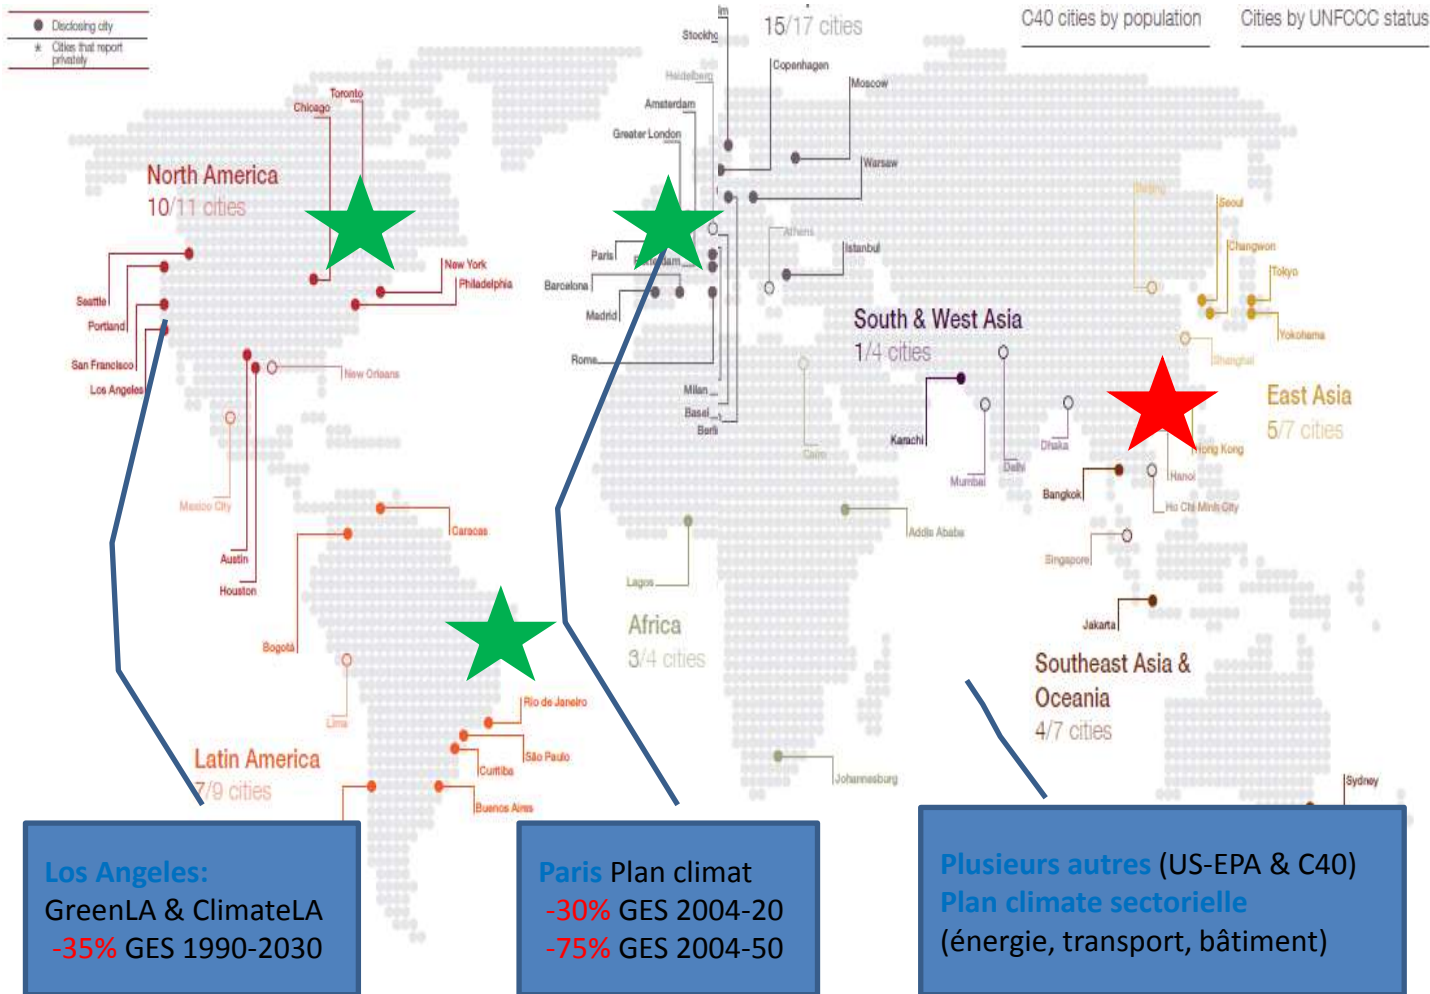 Disclosing city
* Cities that report
privately
15/17 cities
C40 cities by population
Cities by UNFCCC status
Toronto
Chicago
North America
10/11 cities
Seattle
Portland
San Francisco
Los Angeles
New York
Philadelphia
New Orleans
Mexico City
Austin
Houston
Caracas
Bogotá
Lima
Latin America
7/9 cities
Rio de Janeiro
São Paulo
Curitiba
Buenos Aires
Stockho
Heidelberg
Amsterdam
Greater London
Copenhagen
Moscow
Warsaw
Athens
Istanbul
Paris
Rotterdam
Barcelona
Madrid
Rome
Milan
Basel
Berli
Cairo
Lagos
Addis Ababa
Africa
3/4 cities
Johannesburg
South & West Asia
1/4 cities
Karachi
Mumbai
Delhi
Dhaka
Beijing
Seoul
Changwon
Tokyo
Yokohama
Shanghai
East Asia
5/7 cities
Hong Kong
Hanoi
Bangkok
Ho Chi Minh City
Singapore
Jakarta
Southeast Asia &
Oceania
4/7 cities
Sydney
Los Angeles:
GreenLA & ClimateLA
-35% GES 1990-2030
Paris Plan climat
-30% GES 2004-20
-75% GES 2004-50
Plusieurs autres (US-EPA & C40)
Plan climate sectorielle
(énergie, transport, bâtiment)